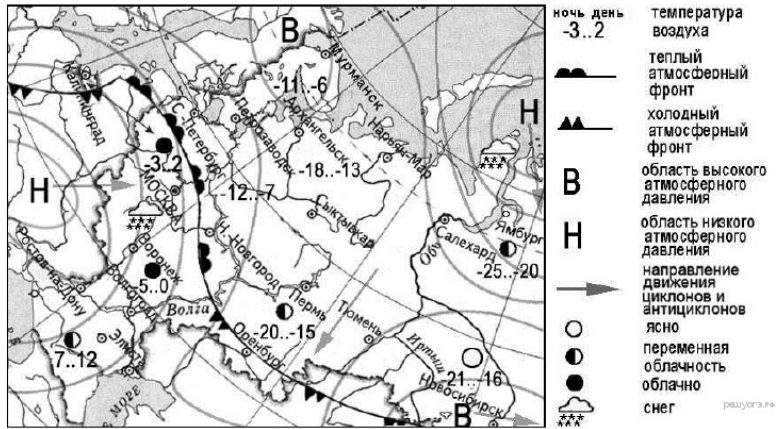 В
Мурманск
-11..-6
Калининград
С. Петербург
Петрозаводск
Архангельск
Нарьян-Мар
Н
-3..2
-18..-13
Н
МОСКВА
-12..-7
Сыктывкар
Салехард
Ямбург
Обь
-25..-20
Ростов-на-Дону
Воронеж
Н. Новгород
5..0
Волгоград
Волга
Пермь
-20..-15
Тюмень
7..12
Элиста
Оренбург
Иртыш
21..16
Новосибирск
МОРЕ
В
ночь день
-3..2
температура
воздуха
теплый
атмосферный
фронт
холодный
атмосферный
фронт
В
область высокого
атмосферного
давления
Н
область низкого
атмосферного
давления
направление
движения
циклонов и
антициклонов
ясно
переменная
облачность
облачно
снег
решуогэ.рф